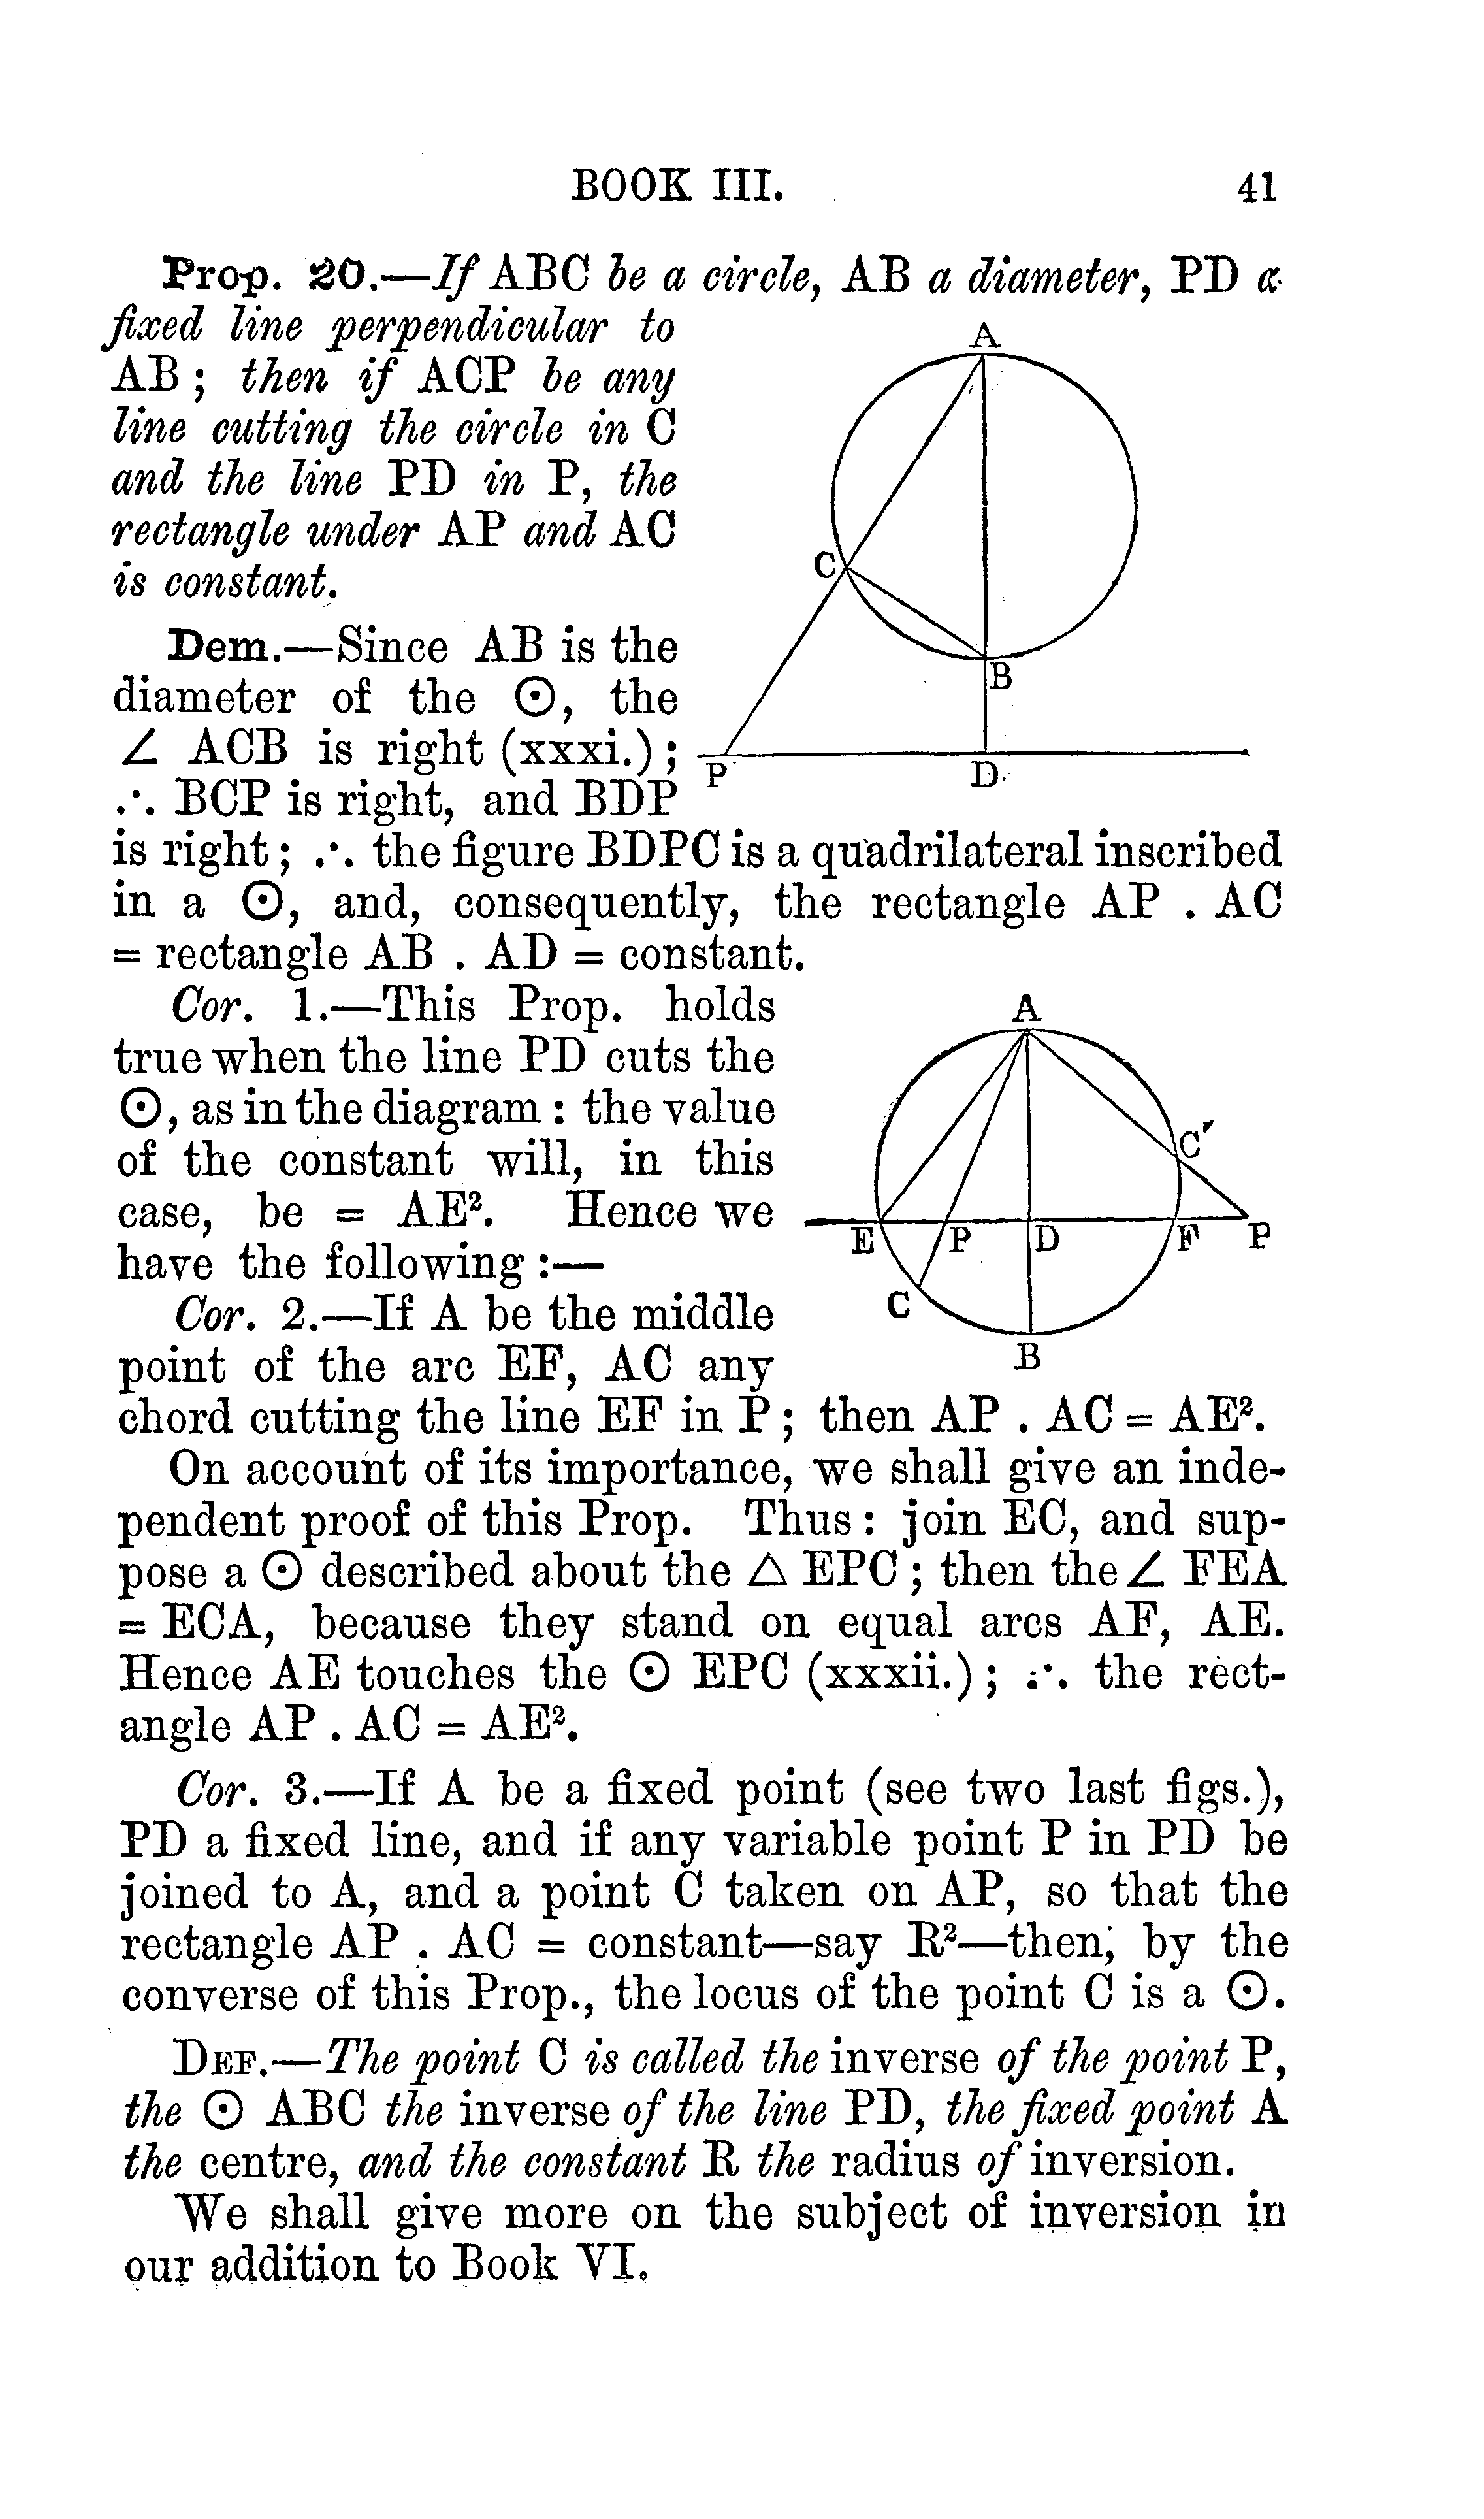 BOOK III. 41
Prop. 20.—If ABC be a circle, AB a diameter, PD a
fixed line perpendicular to
AB; then if ACP be any
line cutting the circle in C
and the line PD in P, the
rectangle under AP and AC
is constant.
A
C
B
P
D
Dem.—Since AB is the
diameter of the ⊙, the
∠ ACB is right (xxxi.);
∴ BCP is right, and BDP
is right; ∴ the figure BDPC is a quadrilateral inscribed
in a ⊙, and, consequently, the rectangle AP . AC
= rectangle AB . AD = constant.
Cor. 1.—This Prop. holds
true when the line PD cuts the
⊙, as in the diagram: the value
of the constant will, in this
case, be = AE². Hence we
have the following:—
A
C′
E P D F P
C
B
Cor. 2.—If A be the middle
point of the arc EF, AC any
chord cutting the line EF in P; then AP . AC = AE².
On account of its importance, we shall give an inde-
pendent proof of this Prop. Thus: join EC, and sup-
pose a ⊙ described about the △ EPC; then the ∠ FEA
= ECA, because they stand on equal arcs AF, AE.
Hence AE touches the ⊙ EPC (xxxii.); ∴ the rect-
angle AP . AC = AE².
Cor. 3.—If A be a fixed point (see two last figs.),
PD a fixed line, and if any variable point P in PD be
joined to A, and a point C taken on AP, so that the
rectangle AP . AC = constant—say R²—then, by the
converse of this Prop., the locus of the point C is a ⊙.
DEF.—The point C is called the inverse of the point P,
the ⊙ ABC the inverse of the line PD, the fixed point A
the centre, and the constant R the radius of inversion.
We shall give more on the subject of inversion in
our addition to Book VI.